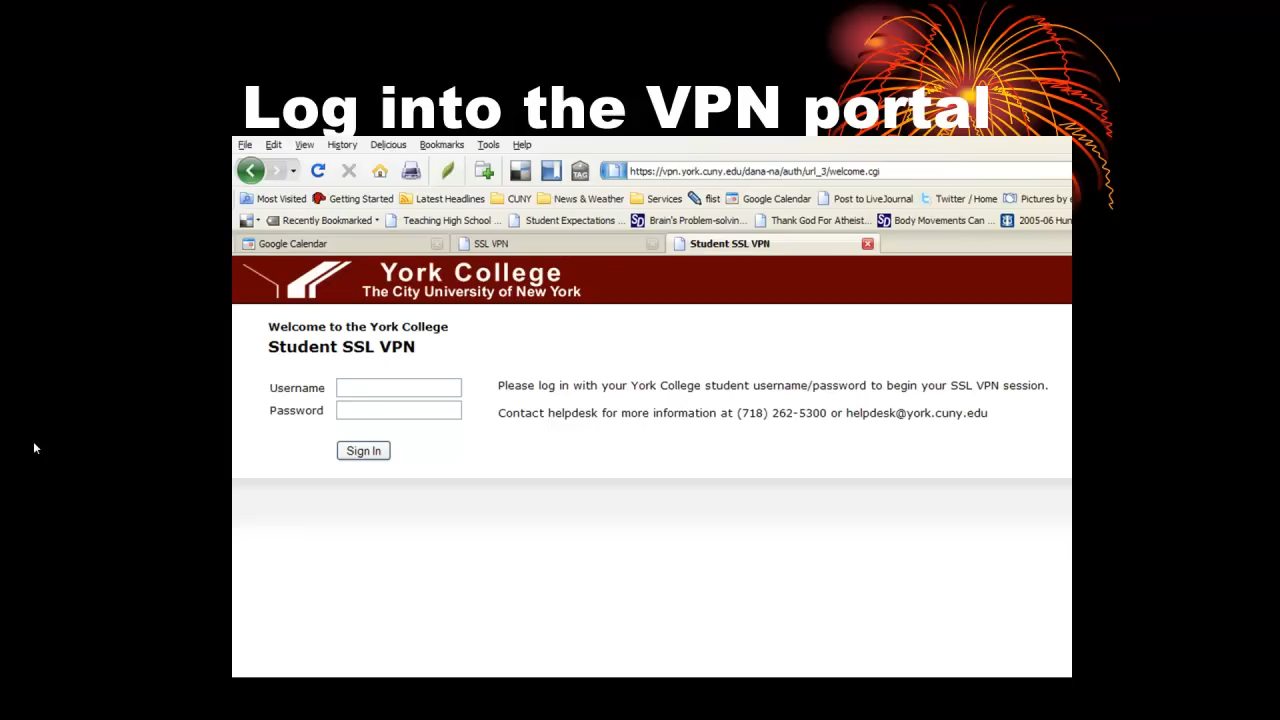 Log into the VPN portal
File Edit View History Delicious Bookmarks Tools Help
TAG https://vpn.york.cuny.edu/dana-na/auth/url_3/welcome.cgi
Most Visited Getting Started Latest Headlines CUNY News & Weather Services flist Google Calendar Post to LiveJournal Twitter / Home Pictures by
Recently Bookmarked Teaching High School ... Student Expectations ... SD Brain's Problem-solvin... Thank God For Atheist... SD Body Movements Can ... 2005-06 Hun
Google Calendar SSL VPN Student SSL VPN
York College
The City University of New York
Welcome to the York College
Student SSL VPN
Username
Please log in with your York College student username/password to begin your SSL VPN session.
Password
Contact helpdesk for more information at (718) 262-5300 or helpdesk@york.cuny.edu
Sign In